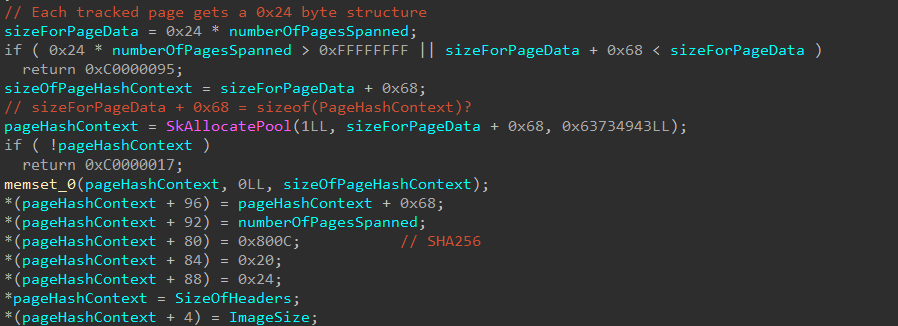 // Each tracked page gets a 0x24 byte structure
sizeForPageData = 0x24 * numberOfPagesSpanned;
if ( 0x24 * numberOfPagesSpanned > 0xFFFFFFFF || sizeForPageData + 0x68 < sizeForPageData )
  return 0xC0000095;
sizeOfPageHashContext = sizeForPageData + 0x68;
// sizeForPageData + 0x68 = sizeof(PageHashContext)?
pageHashContext = SkAllocatePool(1LL, sizeForPageData + 0x68, 0x63734943LL);
if ( !pageHashContext )
  return 0xC0000017;
memset_0(pageHashContext, 0LL, sizeOfPageHashContext);
*(pageHashContext + 96) = pageHashContext + 0x68;
*(pageHashContext + 92) = numberOfPagesSpanned;
*(pageHashContext + 80) = 0x800C;          // SHA256
*(pageHashContext + 84) = 0x20;
*(pageHashContext + 88) = 0x24;
*pageHashContext = SizeOfHeaders;
*(pageHashContext + 4) = ImageSize;